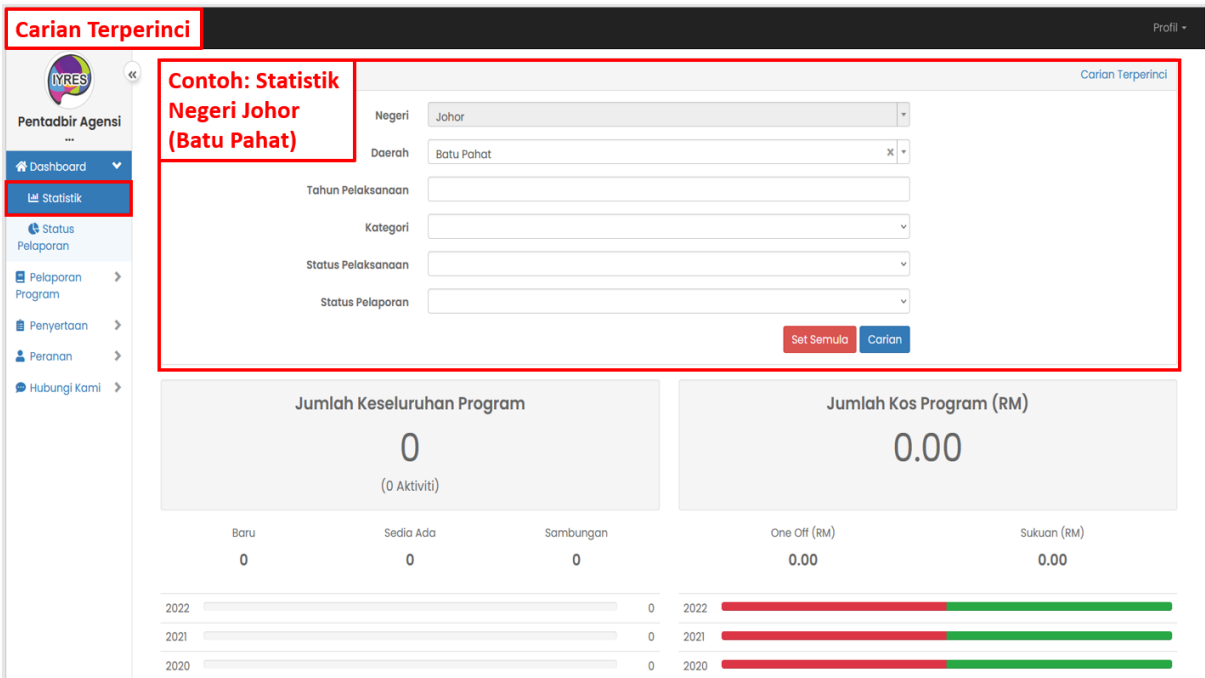 Carian Terperinci
Profil
IYRES
«
Pentadbir Agensi
...
Dashboard
Statistik
Status
Pelaporan
Pelaporan
Program
Penyertaan
Peranan
Hubungi Kami
Contoh: Statistik
Negeri Johor
(Batu Pahat)
Carian Terperinci
Negeri Johor
Daerah Batu Pahat
Tahun Pelaksanaan
Kategori
Status Pelaksanaan
Status Pelaporan
Set Semula Carian
Jumlah Keseluruhan Program
0
(0 Aktiviti)
Jumlah Kos Program (RM)
0.00
Baru Sedia Ada Sambungan
0 0 0
One Off (RM) Sukuan (RM)
0.00 0.00
2022 0
2021 0
2020 0
2022
2021
2020